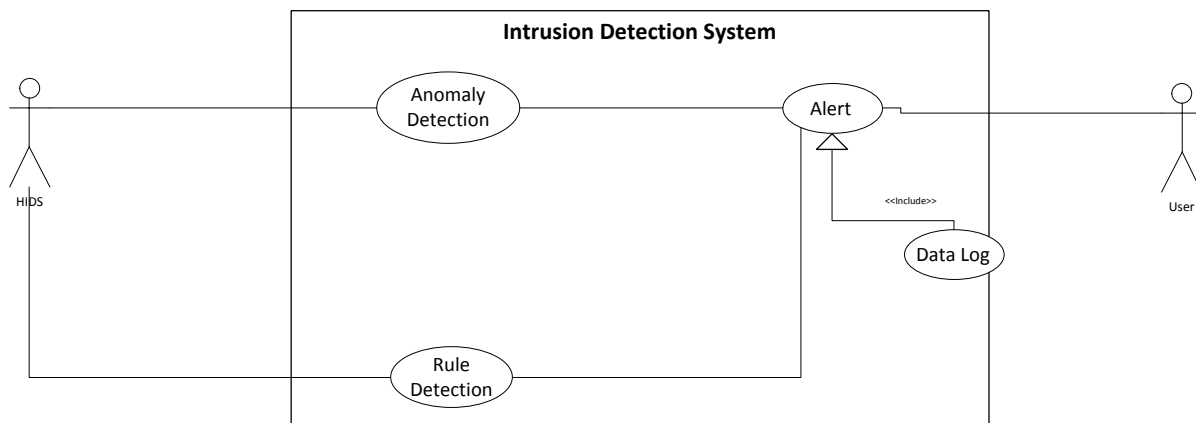 Intrusion Detection System
Anomaly
Detection
Alert
HIDS
User
<<Include>>
Data Log
Rule
Detection